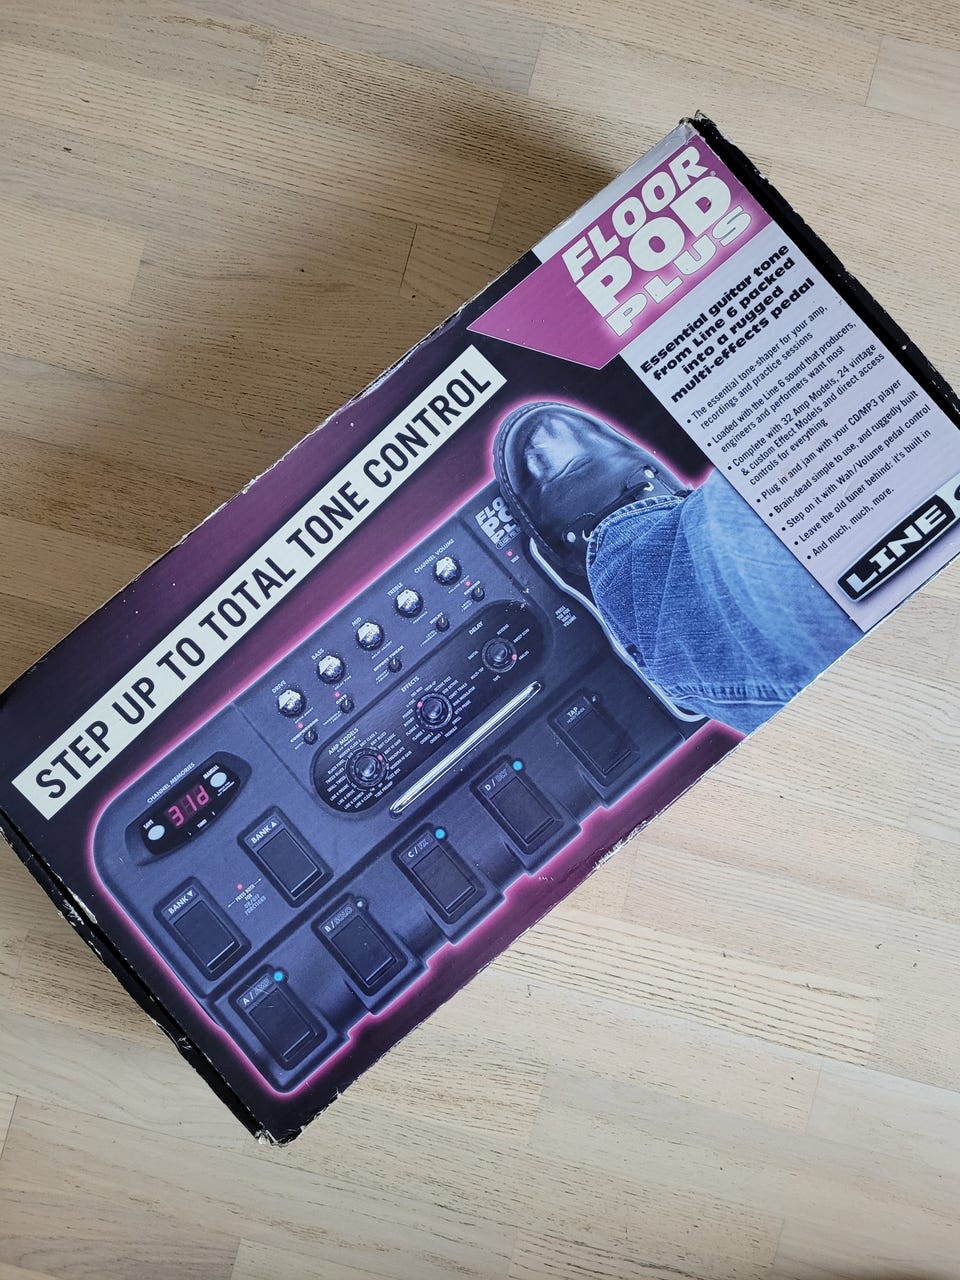 FLOOR
POD
PLUS
Essential guitar tone
from Line 6 packed
into a rugged
multi-effects pedal
• The essential tone-shaper for your amp,
recordings and practice sessions
• Loaded with the Line 6 sound that producers,
engineers and performers want most
• Complete with 32 Amp Models, 24 vintage
& custom Effect Models and direct access
controls for everything
• Plug in and jam with your CD/MP3 player
• Brain-dead simple to use, and ruggedly built
• Step on it with Wah/Volume pedal control
• Leave the old tuner behind: it's built in
• And much, much more.
LINE
STEP UP TO TOTAL TONE CONTROL
FLOO
PLUS
DRIVE
BASS
MID
TREBLE
CHANNEL VOLUME
AMP MODELS
EFFECTS
DELAY
CHANNEL MEMORIES
SAVE
TUNER
BANK ▲
BANK ▼
A /
B /
C /
D /
TAP